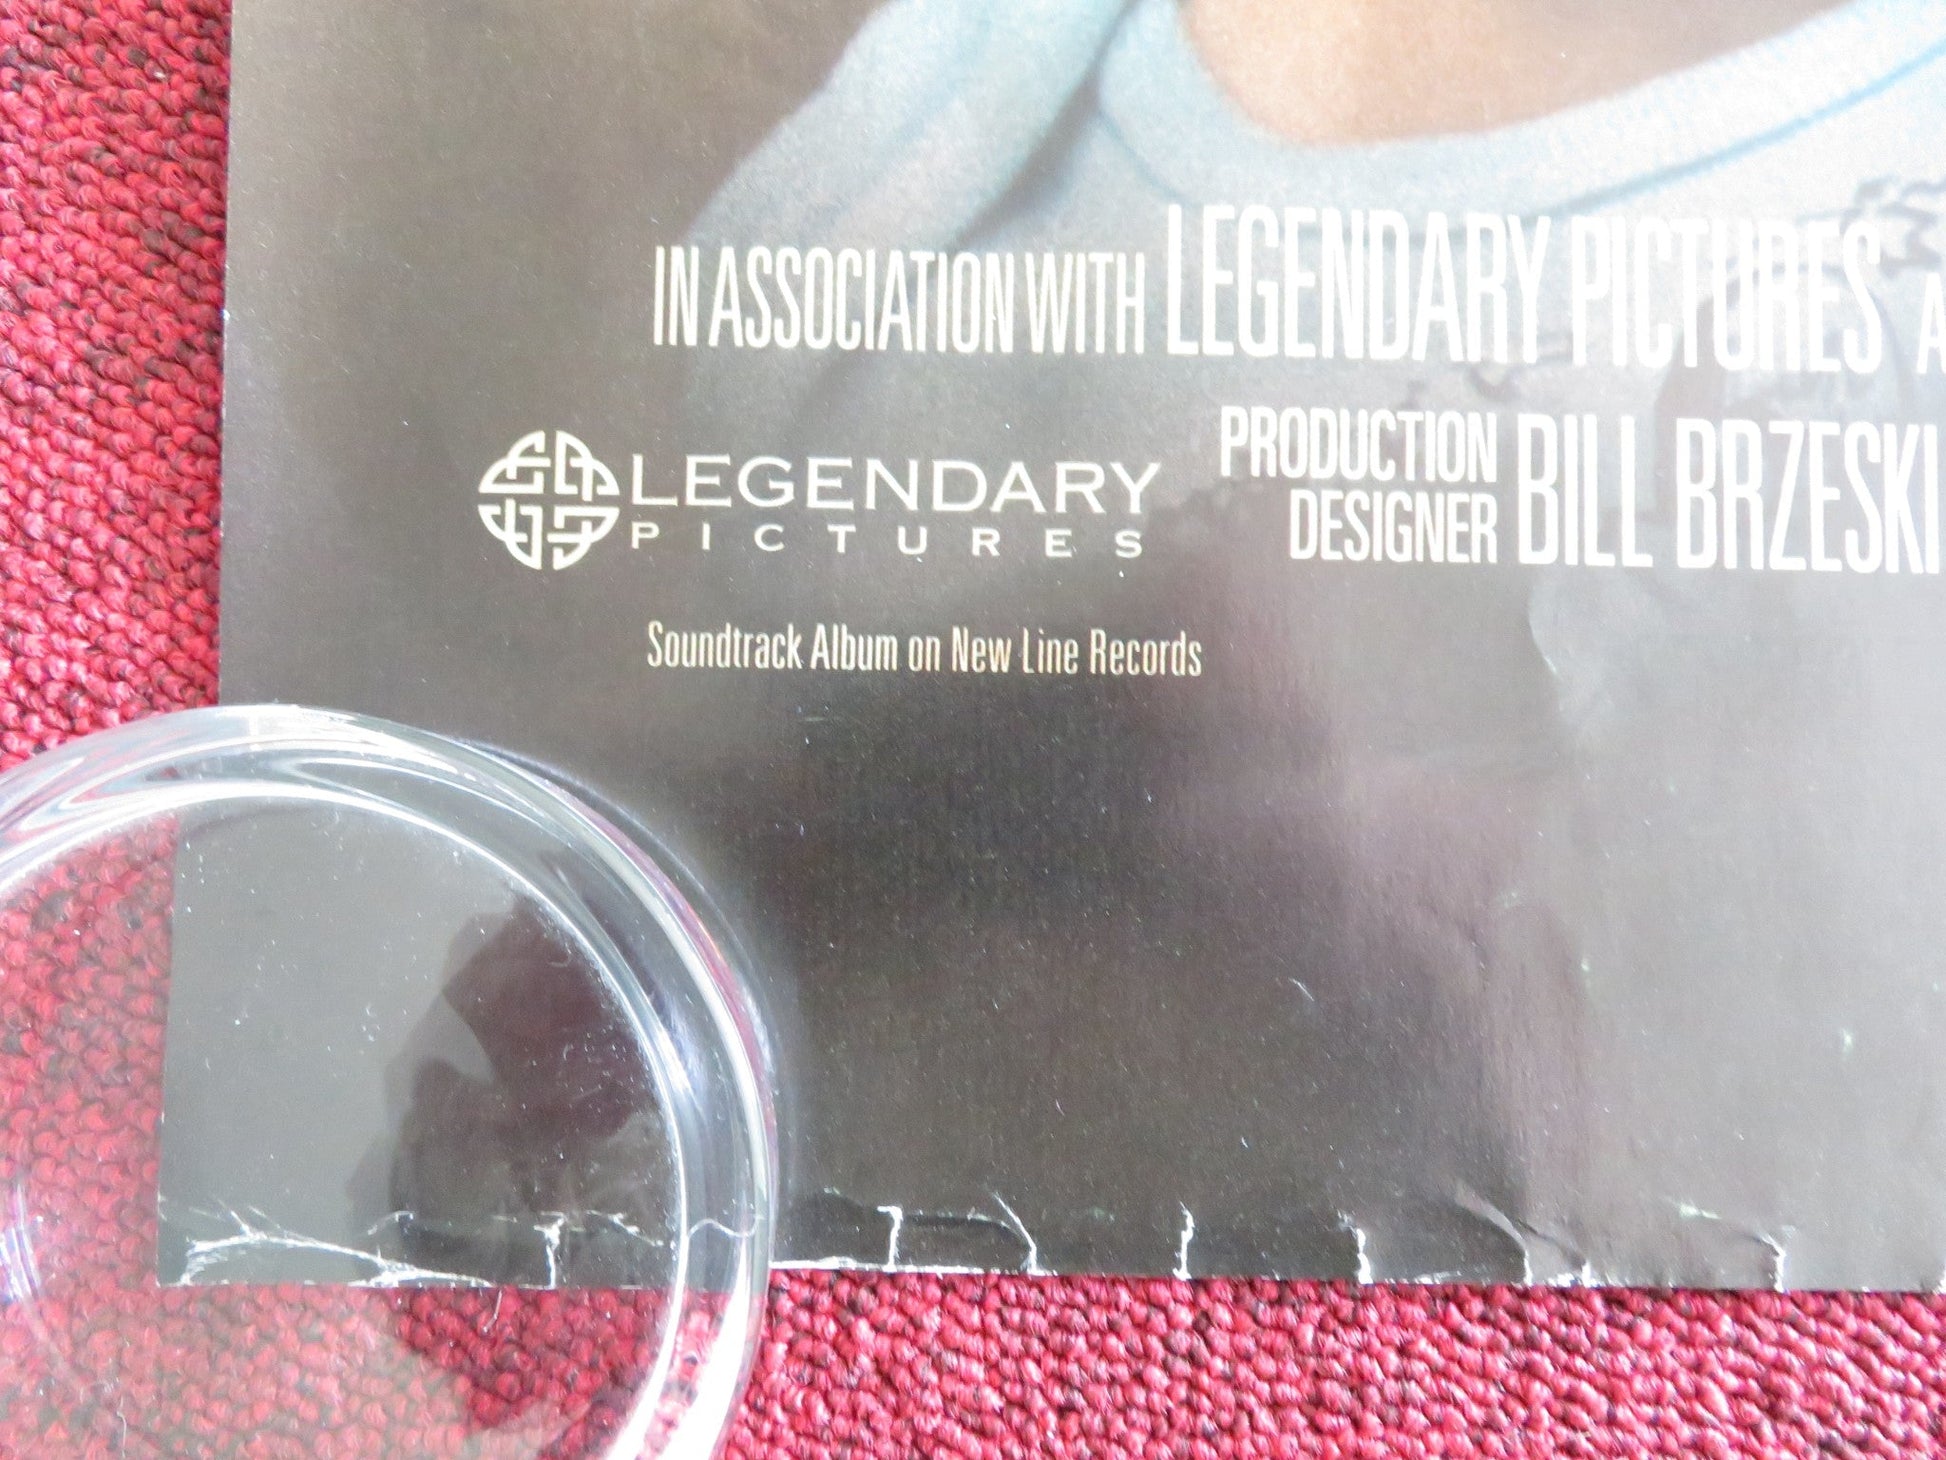 IN ASSOCIATION WITH LEGENDARY PICTURES
LEGENDARY
PICTURES
PRODUCTION
DESIGNER BILL BRZESKI
Soundtrack Album on New Line Records